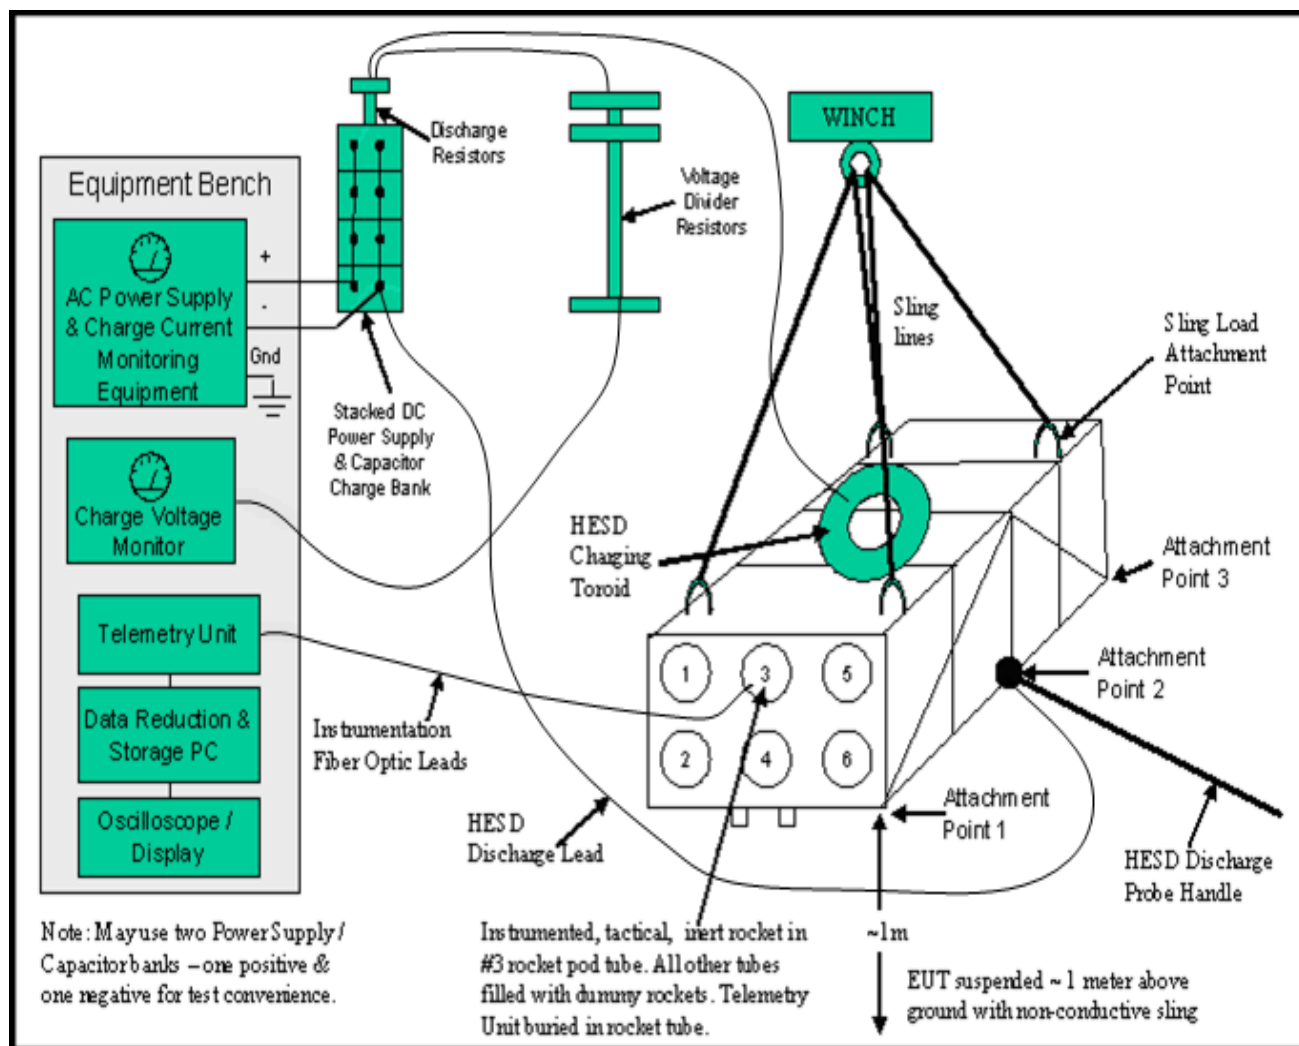 Equipment Bench
AC Power Supply
& Charge Current
Monitoring
Equipment
+
-
Gnd
Charge Voltage
Monitor
Telemetry Unit
Data Reduction &
Storage PC
Oscilloscope /
Display
Discharge
Resistors
Stacked DC
Power Supply
& Capacitor
Charge Bank
Voltage
Divider
Resistors
WINCH
Sling
lines
Sling Load
Attachment
Point
HESD
Charging
Toroid
Attachment
Point 3
Attachment
Point 2
1
3
5
2
4
6
Attachment
Point 1
Instrumentation
Fiber Optic Leads
HESD
Discharge Lead
HESD Discharge
Probe Handle
Note: May use two Power Supply /
Capacitor banks – one positive &
one negative for test convenience.
Instrumented, tactical, inert rocket in
#3 rocket pod tube. All other tubes
filled with dummy rockets. Telemetry
Unit buried in rocket tube.
~1m
EUT suspended ~ 1 meter above
ground with non-conductive sling